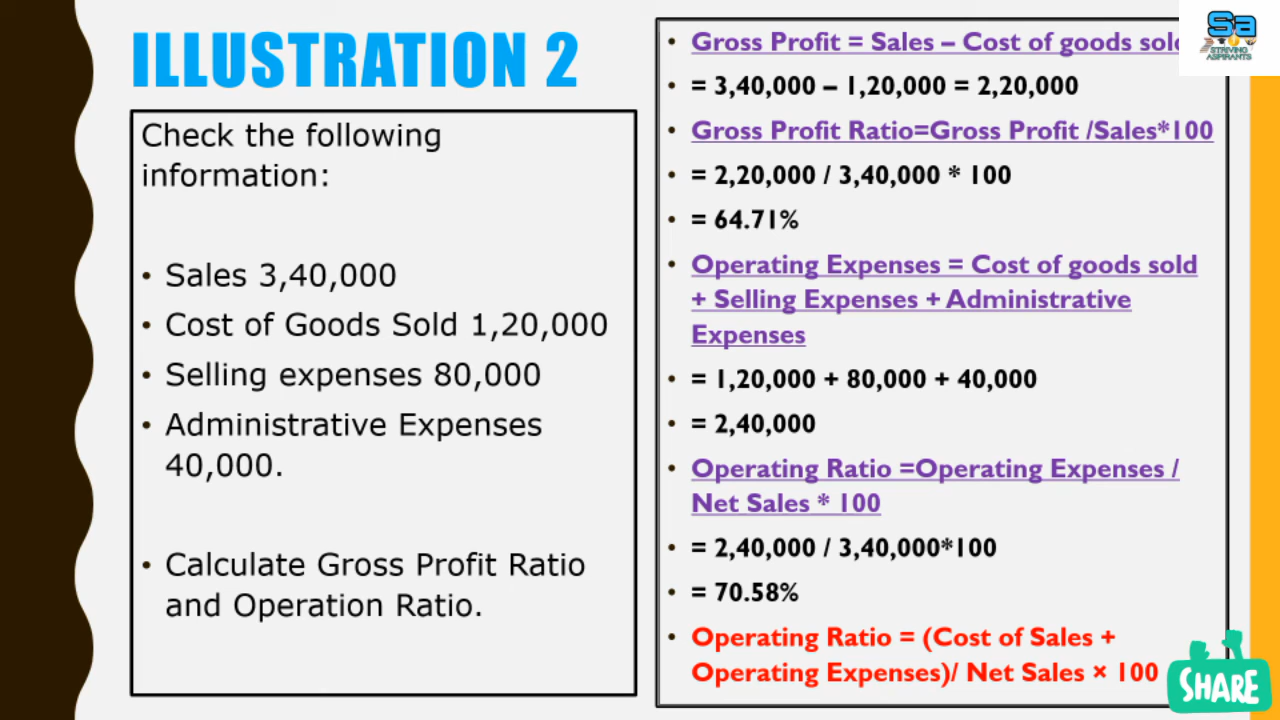 ILLUSTRATION 2
Check the following
information:
• Sales 3,40,000
• Cost of Goods Sold 1,20,000
• Selling expenses 80,000
• Administrative Expenses
40,000.
• Calculate Gross Profit Ratio
and Operation Ratio.
• Gross Profit = Sales – Cost of goods sold
• = 3,40,000 – 1,20,000 = 2,20,000
• Gross Profit Ratio=Gross Profit /Sales*100
• = 2,20,000 / 3,40,000 * 100
• = 64.71%
• Operating Expenses = Cost of goods sold
+ Selling Expenses + Administrative
Expenses
• = 1,20,000 + 80,000 + 40,000
• = 2,40,000
• Operating Ratio =Operating Expenses /
Net Sales * 100
• = 2,40,000 / 3,40,000*100
• = 70.58%
• Operating Ratio = (Cost of Sales +
Operating Expenses)/ Net Sales × 100
Sa
STRIVING
ASPIRANTS
SHARE